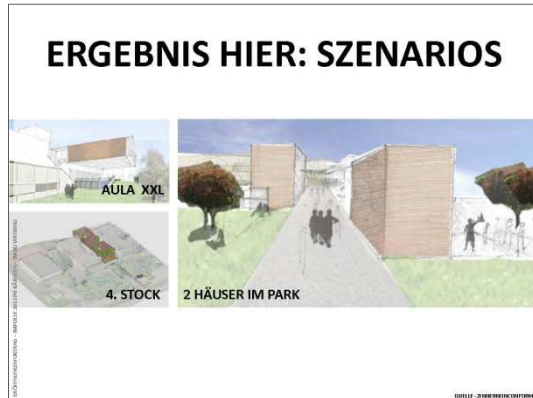 ERGEBNIS HIER: SZENARIOS
AULA XXL
4. STOCK
2 HÄUSER IM PARK